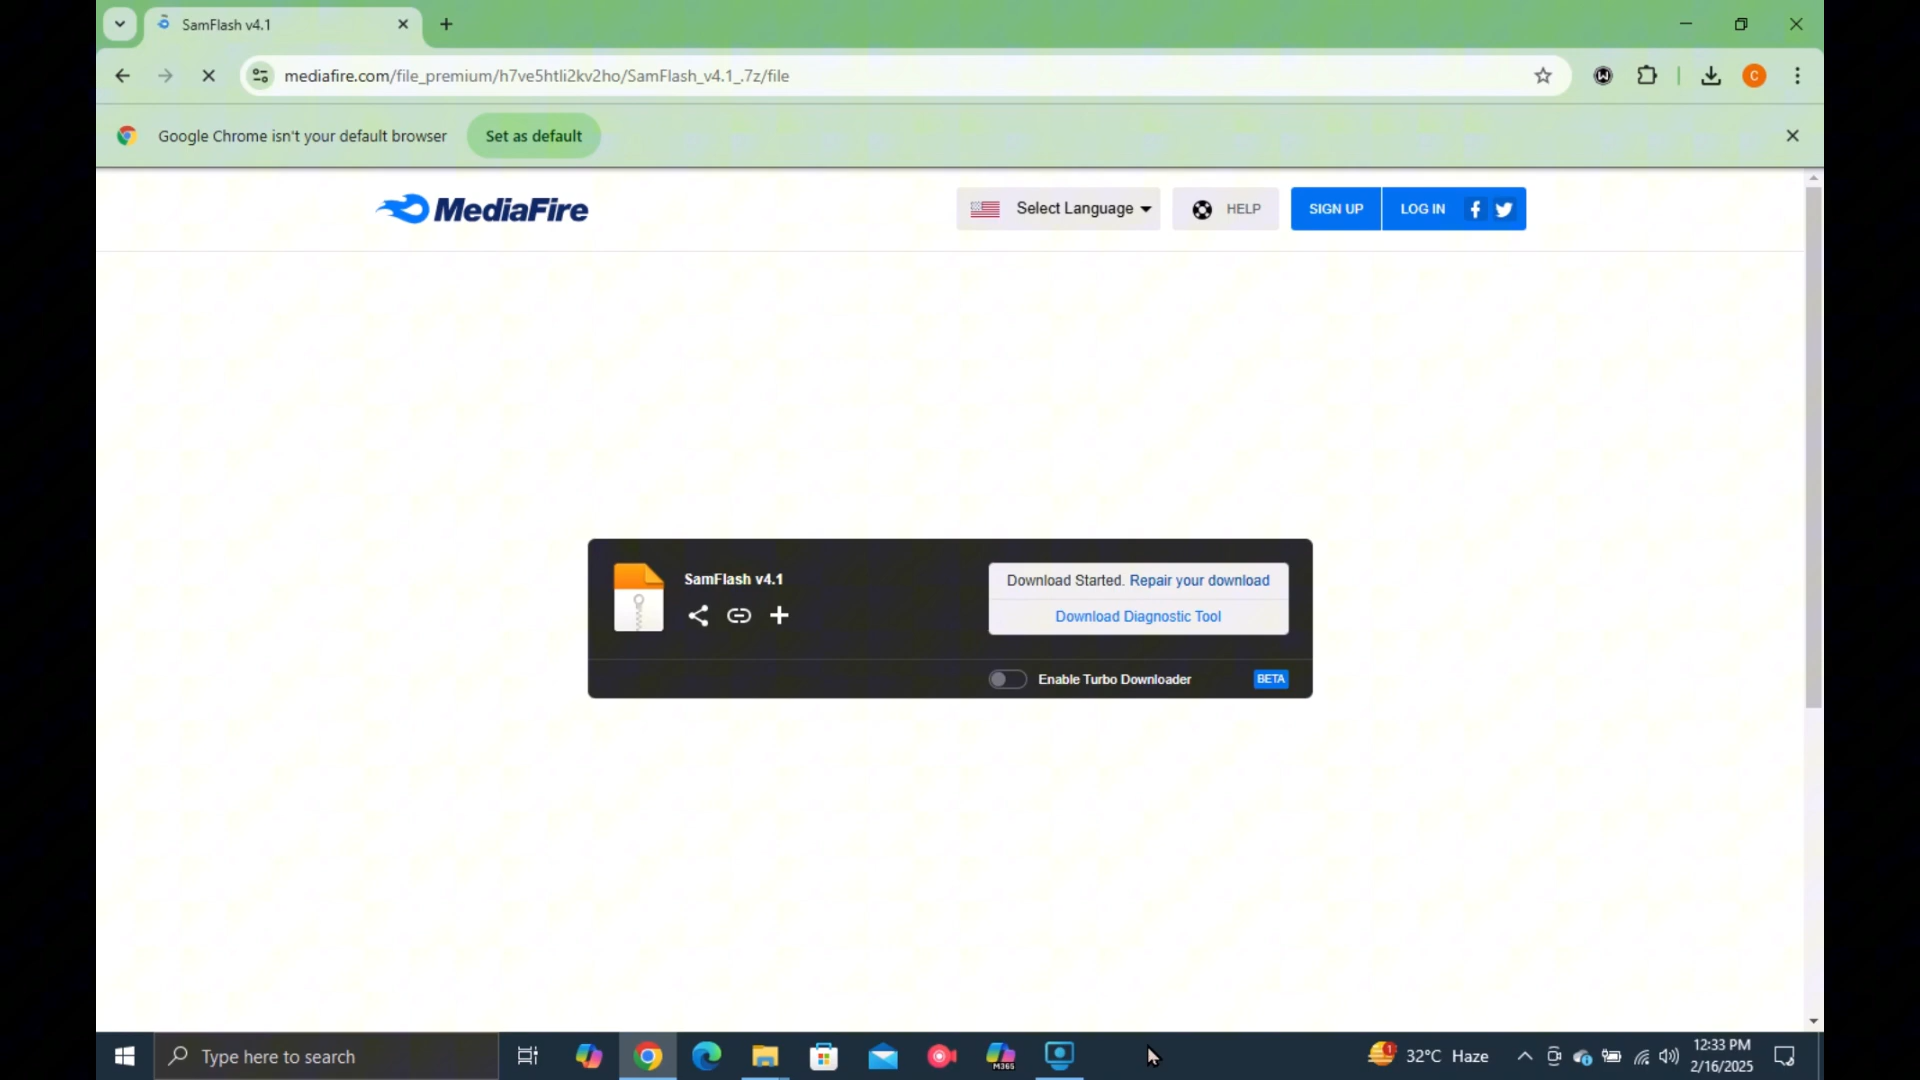 SamFlash v4.1
mediafire.com/file_premium/h7ve5htli2kv2ho/SamFlash_v4.1_.7z/file
C
Google Chrome isn't your default browser
Set as default
MediaFire
Select Language
HELP
SIGN UP
LOG IN
SamFlash v4.1
Download Started. Repair your download
Download Diagnostic Tool
Enable Turbo Downloader
BETA
Type here to search
M365
1
32°C Haze
12:33 PM
2/16/2025